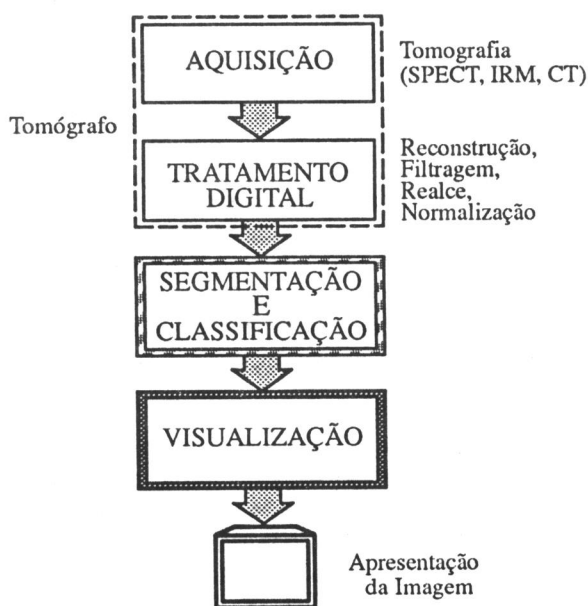 AQUISIÇÃO
Tomografia
(SPECT, IRM, CT)
Tomógrafo
TRATAMENTO
DIGITAL
Reconstrução,
Filtragem,
Realce,
Normalização
SEGMENTAÇÃO
E
CLASSIFICAÇÃO
VISUALIZAÇÃO
Apresentação
da Imagem